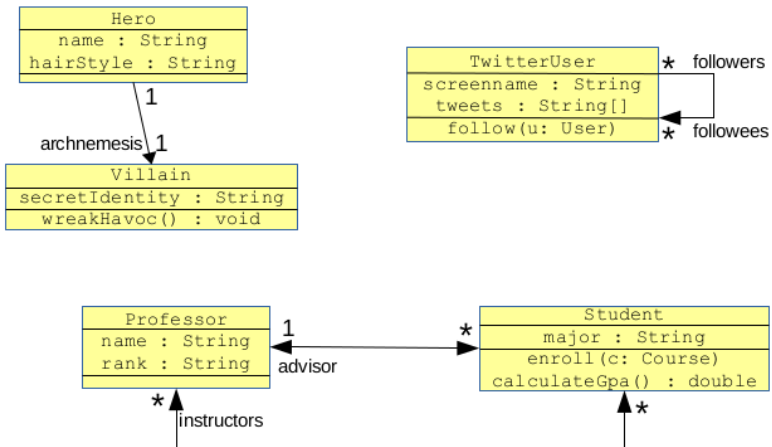 Hero
name : String
hairStyle : String
1
archnemesis
1
Villain
secretIdentity : String
wreakHavoc() : void
TwitterUser
screenname : String
tweets : String[]
follow(u: User)
* followers
* followees
Professor
name : String
rank : String
1
advisor
*
Student
major : String
enroll(c: Course)
calculateGpa() : double
*
instructors
*